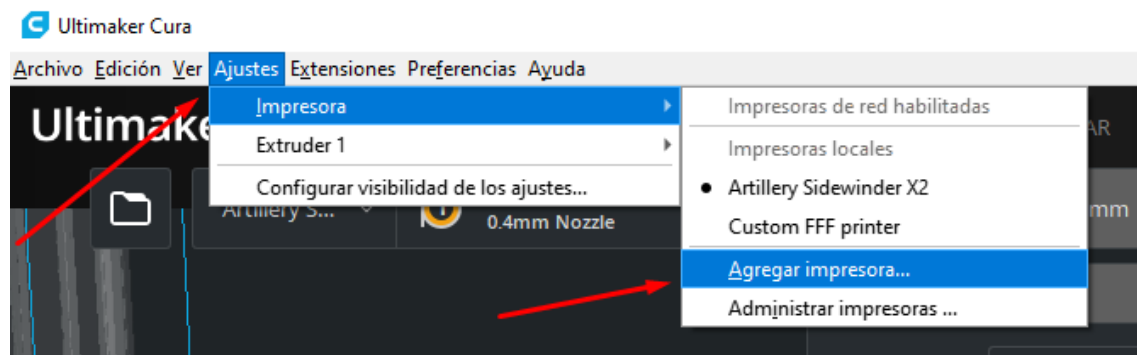 Ultimaker Cura
Archivo Edición Ver Ajustes Extensiones Preferencias Ayuda
Impresora
Extruder 1
Configurar visibilidad de los ajustes...
Impresoras de red habilitadas
Impresoras locales
Artillery Sidewinder X2
Custom FFF printer
Agregar impresora...
Administrar impresoras ...
Ultimake
AR
Artillery S...
0.4mm Nozzle
mm